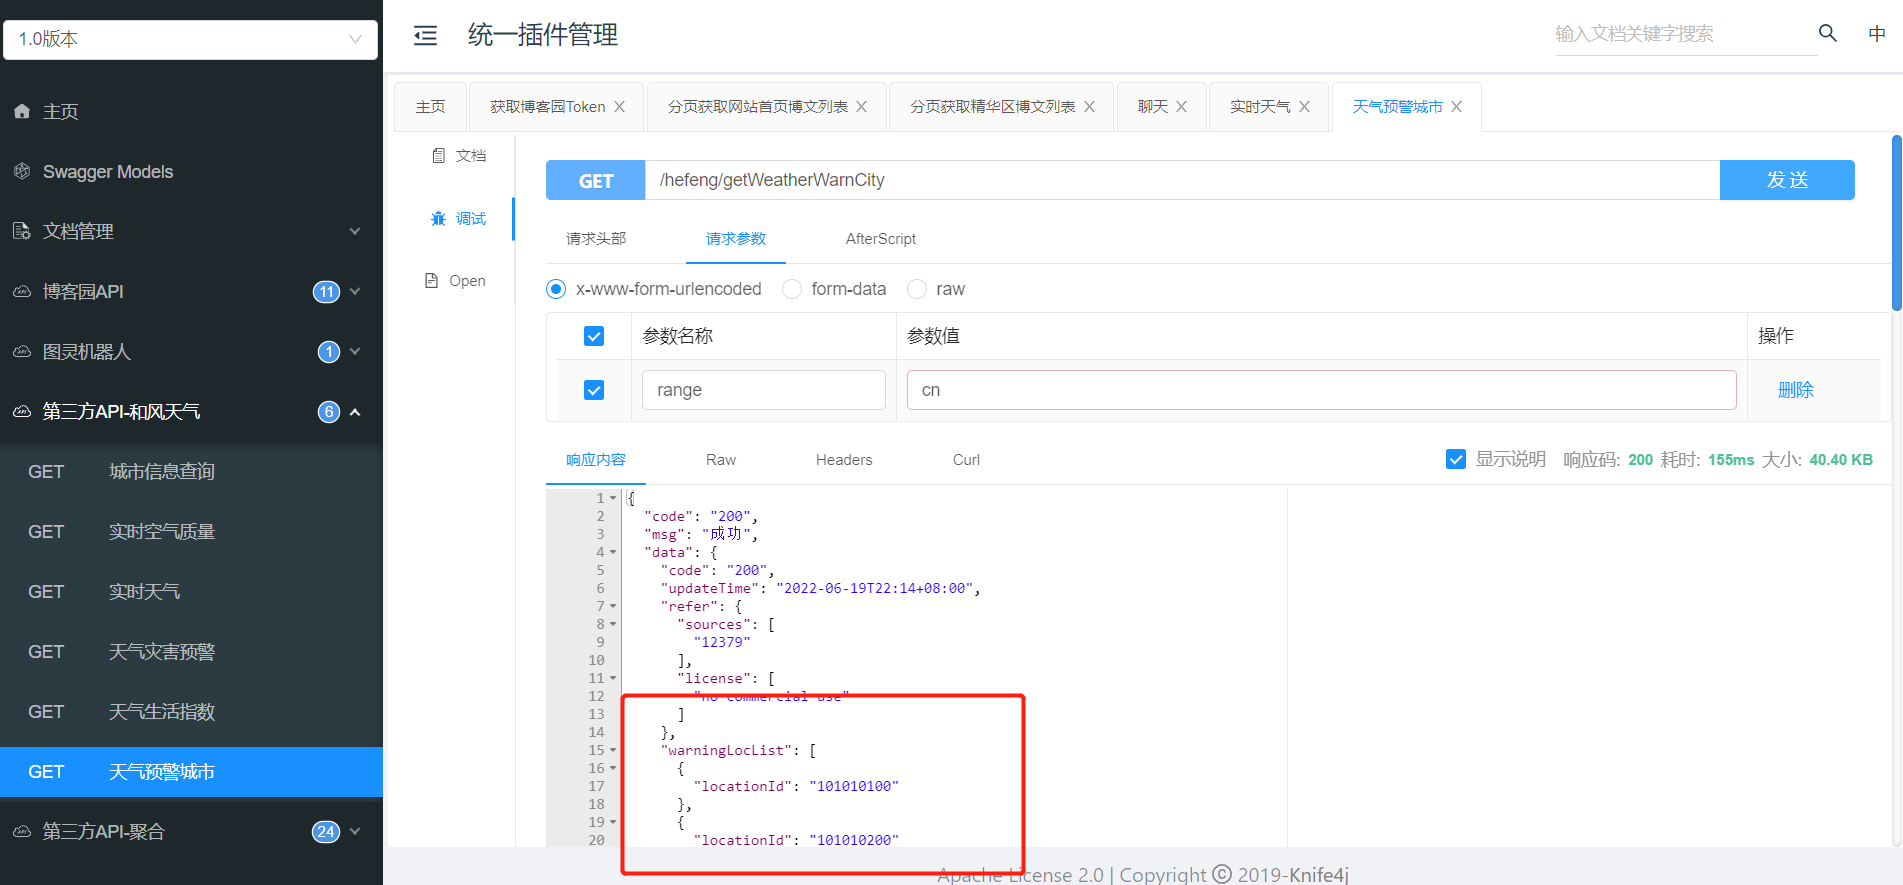 1.0版本
主页
Swagger Models
文档管理
博客园API 11
图灵机器人 1
第三方API-和风天气 6
GET 城市信息查询
GET 实时空气质量
GET 实时天气
GET 天气灾害预警
GET 天气生活指数
GET 天气预警城市
第三方API-聚合 24
统一插件管理
输入文档关键字搜索 中
主页 获取博客园Token 分页获取网站首页博文列表 分页获取精华区博文列表 聊天 实时天气 天气预警城市
文档
调试
Open
GET /hefeng/getWeatherWarnCity 发 送
请求头部 请求参数 AfterScript
x-www-form-urlencoded form-data raw
参数名称 参数值 操作
range cn 删除
响应内容 Raw Headers Curl 显示说明 响应码: 200 耗时: 155ms 大小: 40.40 KB
1 {
2 "code": "200",
3 "msg": "成功",
4 "data": {
5 "code": "200",
6 "updateTime": "2022-06-19T22:14+08:00",
7 "refer": {
8 "sources": [
9 "12379"
10 ],
11 "license": [
12 "no commercial use"
13 ]
14 },
15 "warningLocList": [
16 {
17 "locationId": "101010100"
18 },
19 {
20 "locationId": "101010200"
Apache License 2.0 | Copyright © 2019-Knife4j